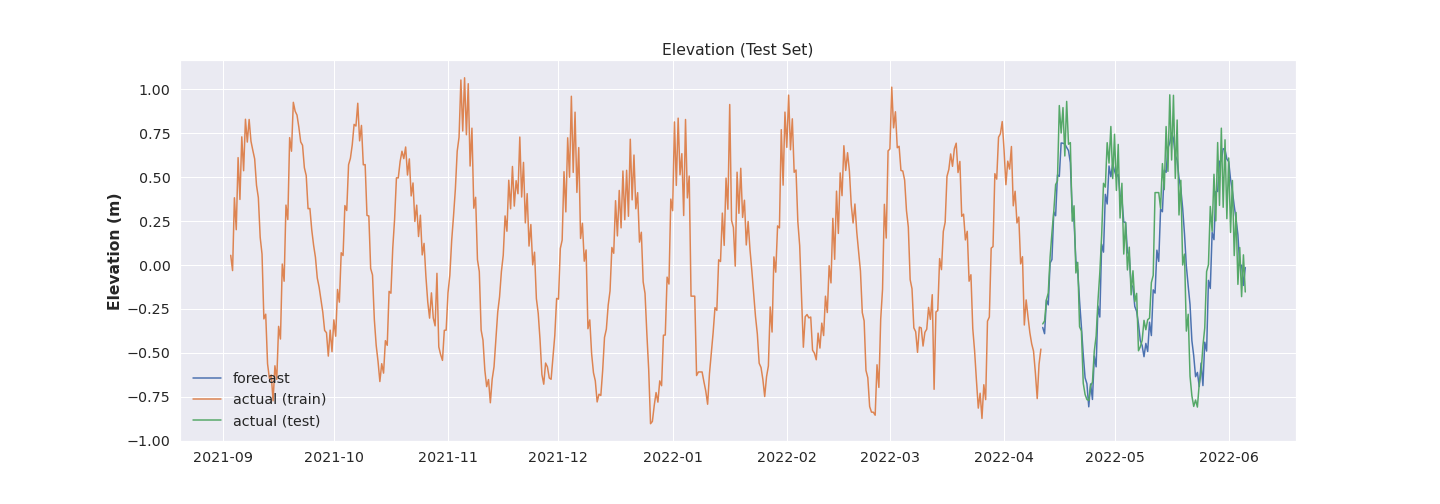 Elevation (Test Set)
Elevation (m)
1.00
0.75
0.50
0.25
0.00
−0.25
−0.50
−0.75
−1.00
forecast
actual (train)
actual (test)
2021-09 2021-10 2021-11 2021-12 2022-01 2022-02 2022-03 2022-04 2022-05 2022-06